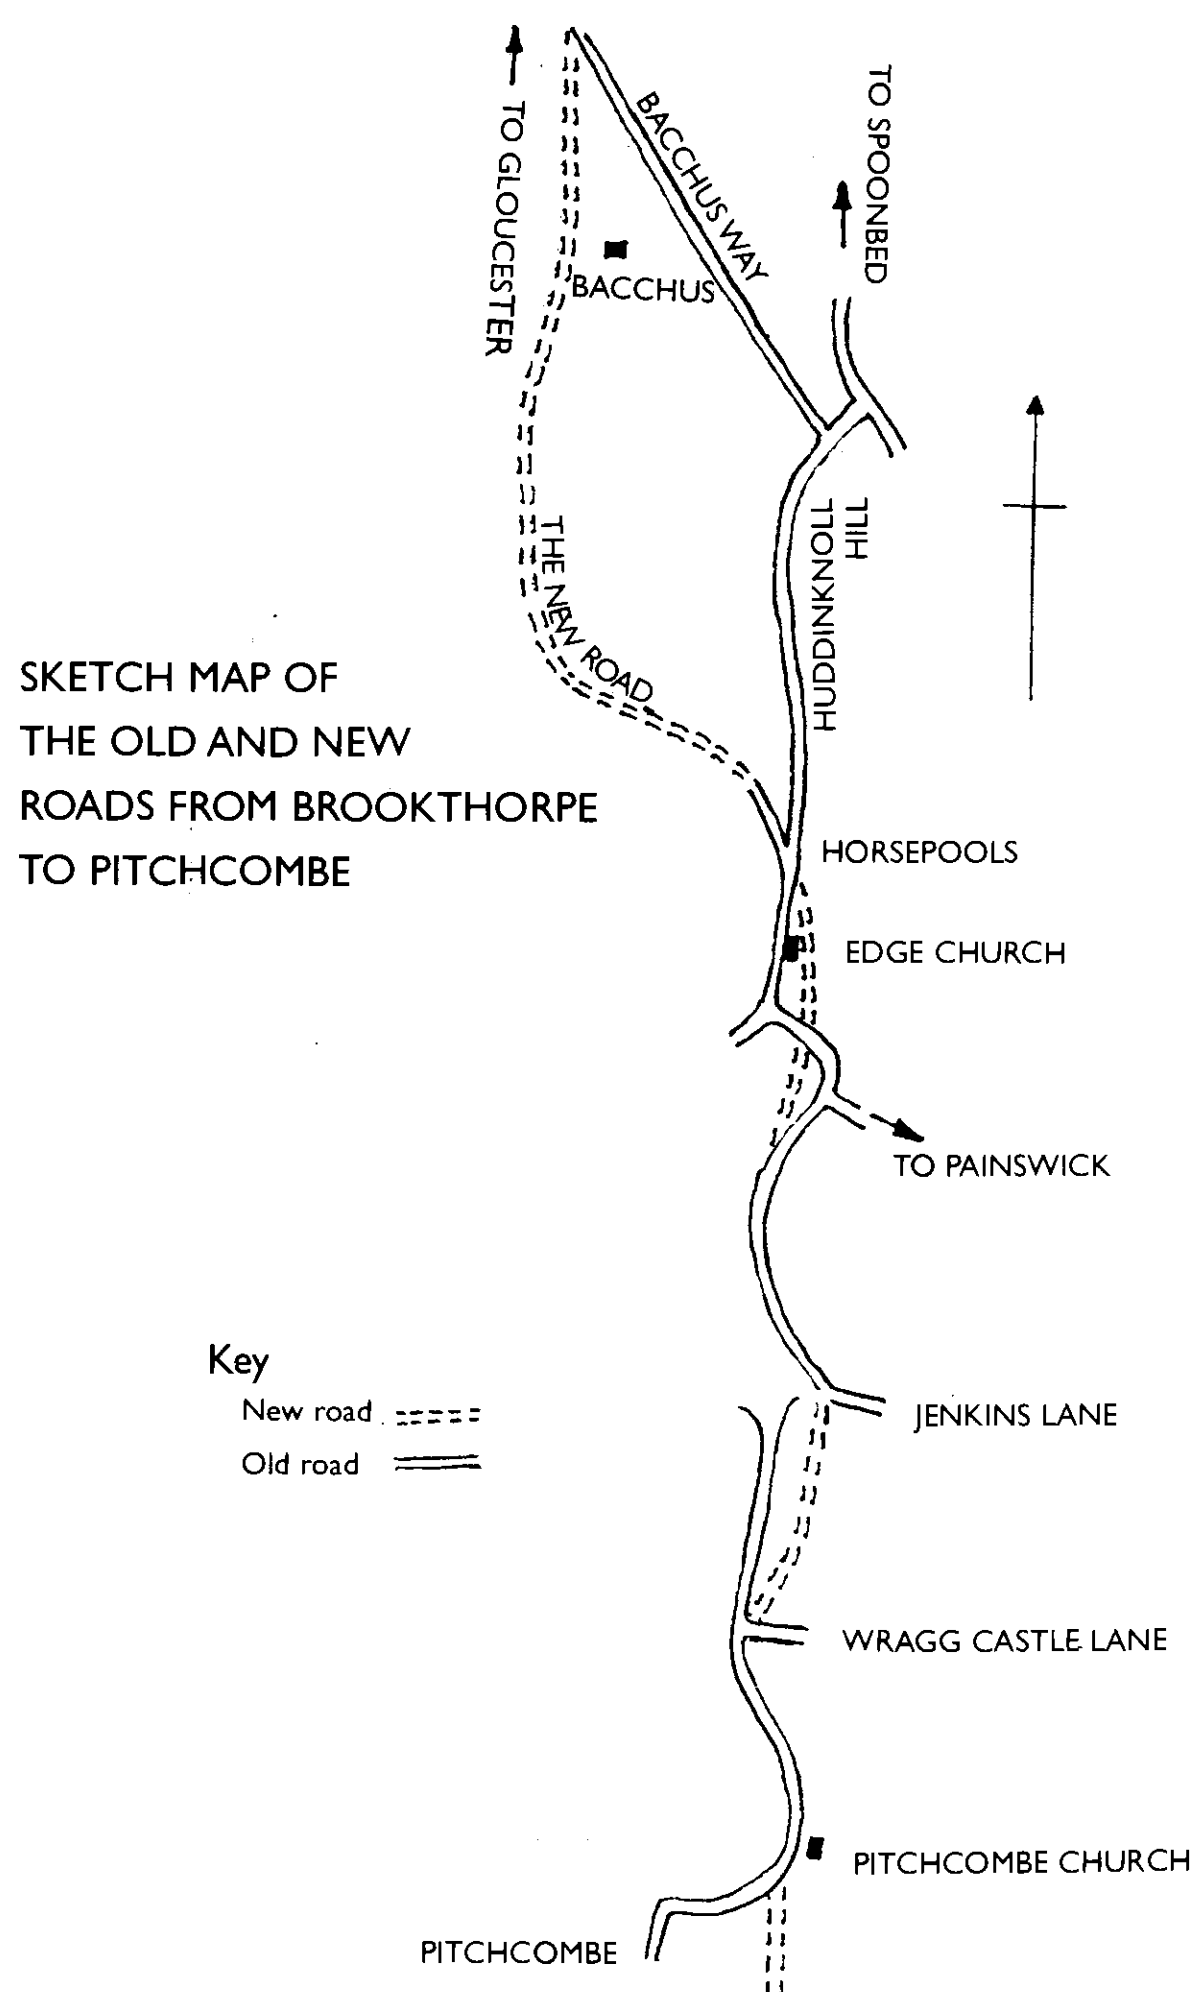 TO GLOUCESTER
BACCHUS WAY
TO SPOONBED
BACCHUS
HUDDINKNOLL
HILL
THE NEW ROAD
SKETCH MAP OF
THE OLD AND NEW
ROADS FROM BROOKTHORPE
TO PITCHCOMBE
HORSEPOOLS
EDGE CHURCH
TO PAINSWICK
Key
New road
Old road
JENKINS LANE
WRAGG CASTLE LANE
PITCHCOMBE CHURCH
PITCHCOMBE